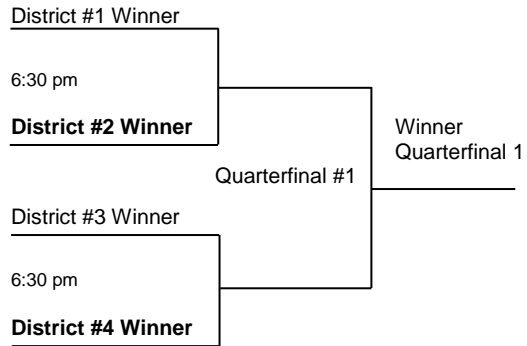 District #1 Winner
6:30 pm
District #2 Winner
Winner
Quarterfinal 1
Quarterfinal #1
District #3 Winner
6:30 pm
District #4 Winner